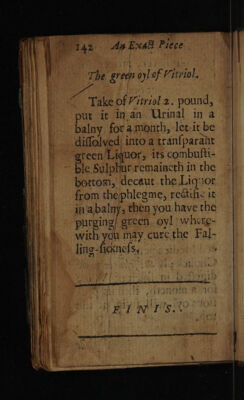 142 An Exact Piece
The green oyl of Vitriol.
Take of Vitriol 2. pound,
put it in an Urinal in a
balny for a month, let it be
diſſolved into a tranſparant
green Liquor, its combuſti-
ble Sulphur remaineth in the
bottom, decant the Liquor
from the phlegme, rectifie it
in a balny, then you have the
purging green oyl where-
with you may cure the Fal-
ling-ſickneſs.
FINIS.